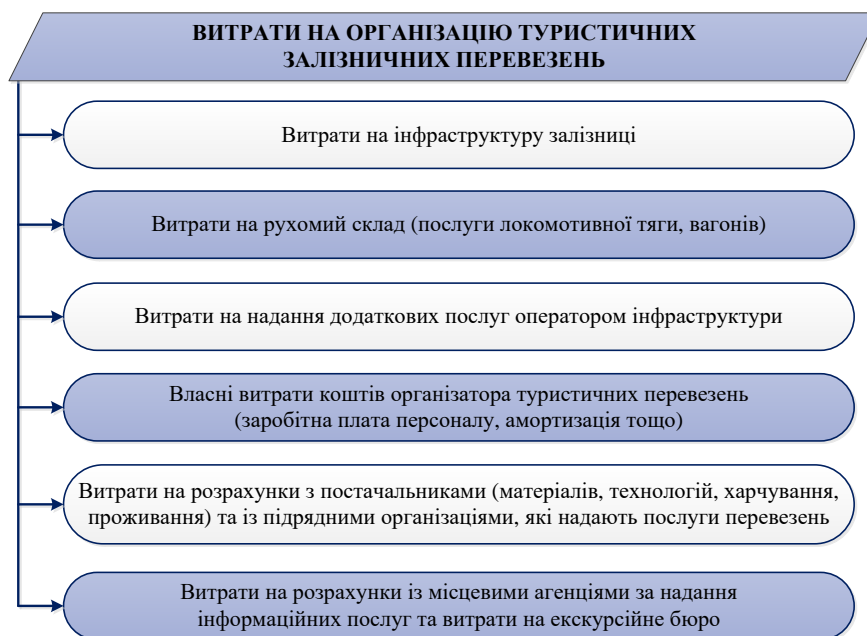 ВИТРАТИ НА ОРГАНІЗАЦІЮ ТУРИСТИЧНИХ
ЗАЛІЗНИЧНИХ ПЕРЕВЕЗЕНЬ
Витрати на інфраструктуру залізниці
Витрати на рухомий склад (послуги локомотивної тяги, вагонів)
Витрати на надання додаткових послуг оператором інфраструктури
Власні витрати коштів організатора туристичних перевезень
(заробітна плата персоналу, амортизація тощо)
Витрати на розрахунки з постачальниками (матеріалів, технологій, харчування,
проживання) та із підрядними організаціями, які надають послуги перевезень
Витрати на розрахунки із місцевими агенціями за надання
інформаційних послуг та витрати на екскурсійне бюро